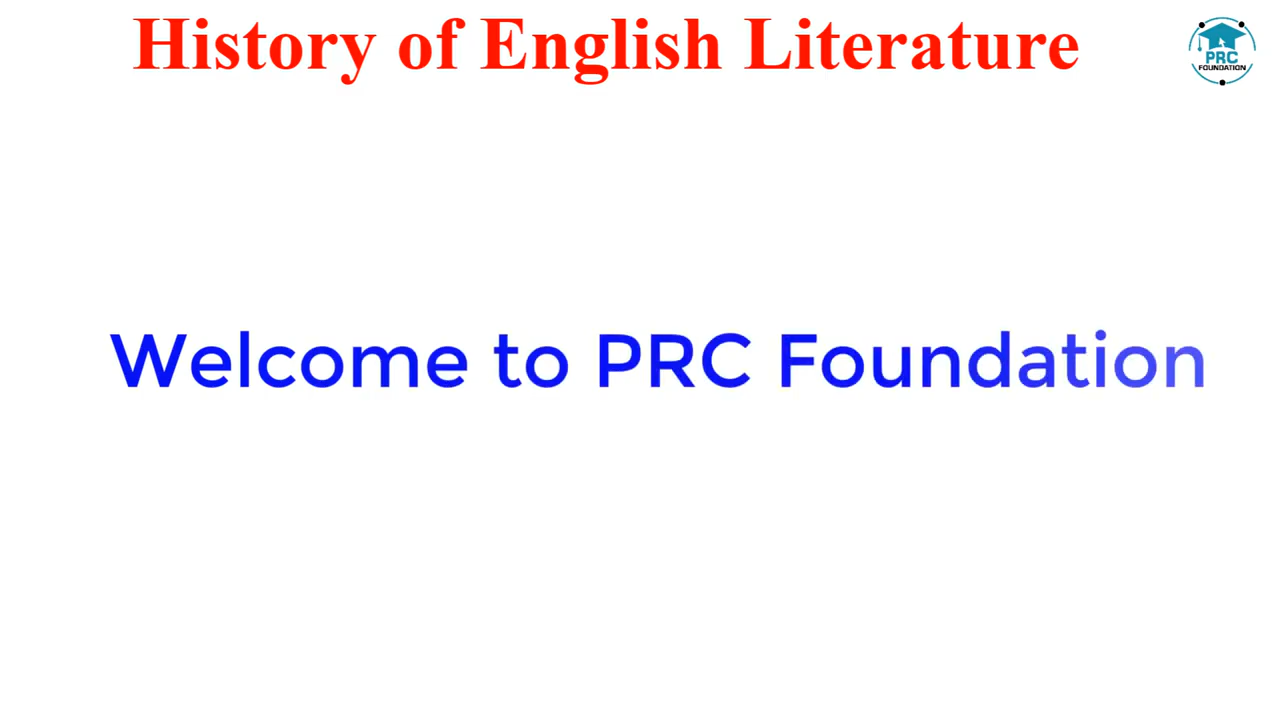 History of English Literature
PRC
FOUNDATION
Welcome to PRC Foundation